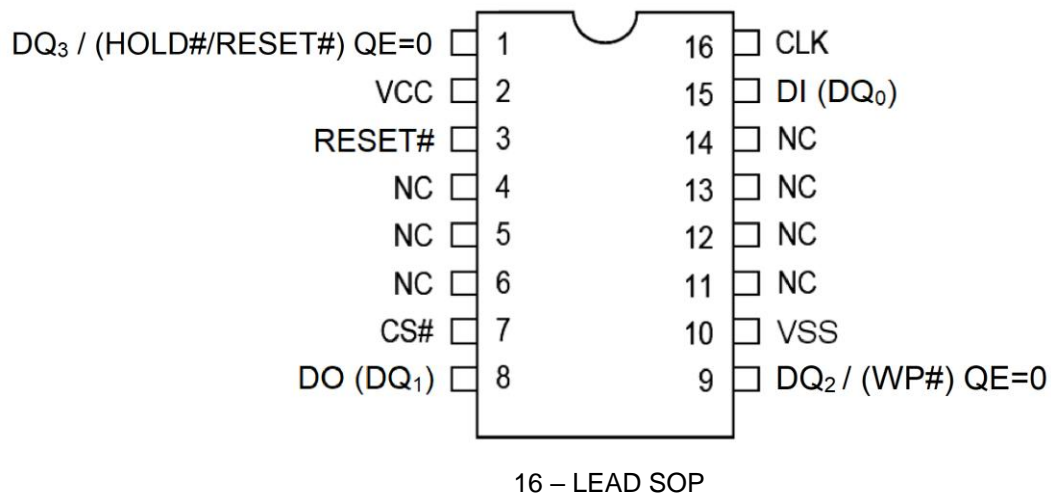 DQ₃ / (HOLD#/RESET#) QE=0 1 16 CLK
VCC 2 15 DI (DQ₀)
RESET# 3 14 NC
NC 4 13 NC
NC 5 12 NC
NC 6 11 NC
CS# 7 10 VSS
DO (DQ₁) 8 9 DQ₂ / (WP#) QE=0
16 – LEAD SOP